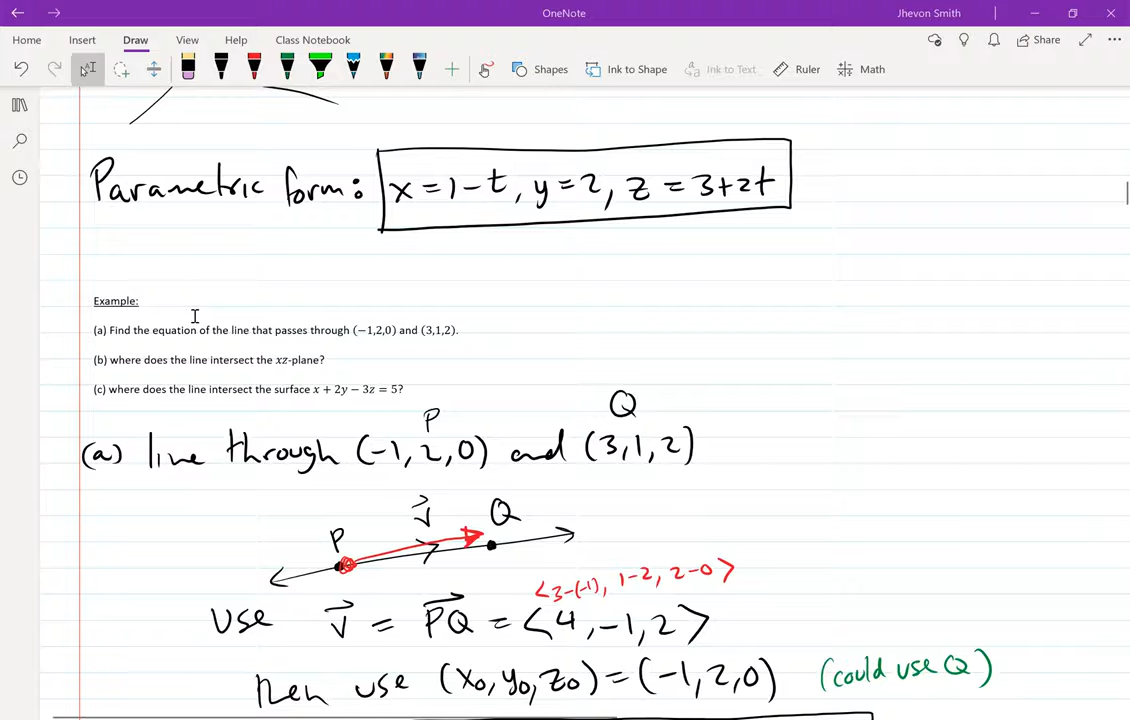 OneNote
Jhevon Smith
Home Insert Draw View Help Class Notebook
Share
Shapes Ink to Shape Ink to Text Ruler Math
Parametric form: x = 1-t, y = 2, z = 3+2t
Example:
(a) Find the equation of the line that passes through (−1,2,0) and (3,1,2).
(b) where does the line intersect the xz-plane?
(c) where does the line intersect the surface x + 2y − 3z = 5?
P Q
(a) line through (-1, 2, 0) and (3, 1, 2)
v⃗ Q
P
<3-(-1), 1-2, 2-0>
Use v⃗ = PQ⃗ = <4, -1, 2>
Then use (x₀, y₀, z₀) = (-1, 2, 0) (could use Q)